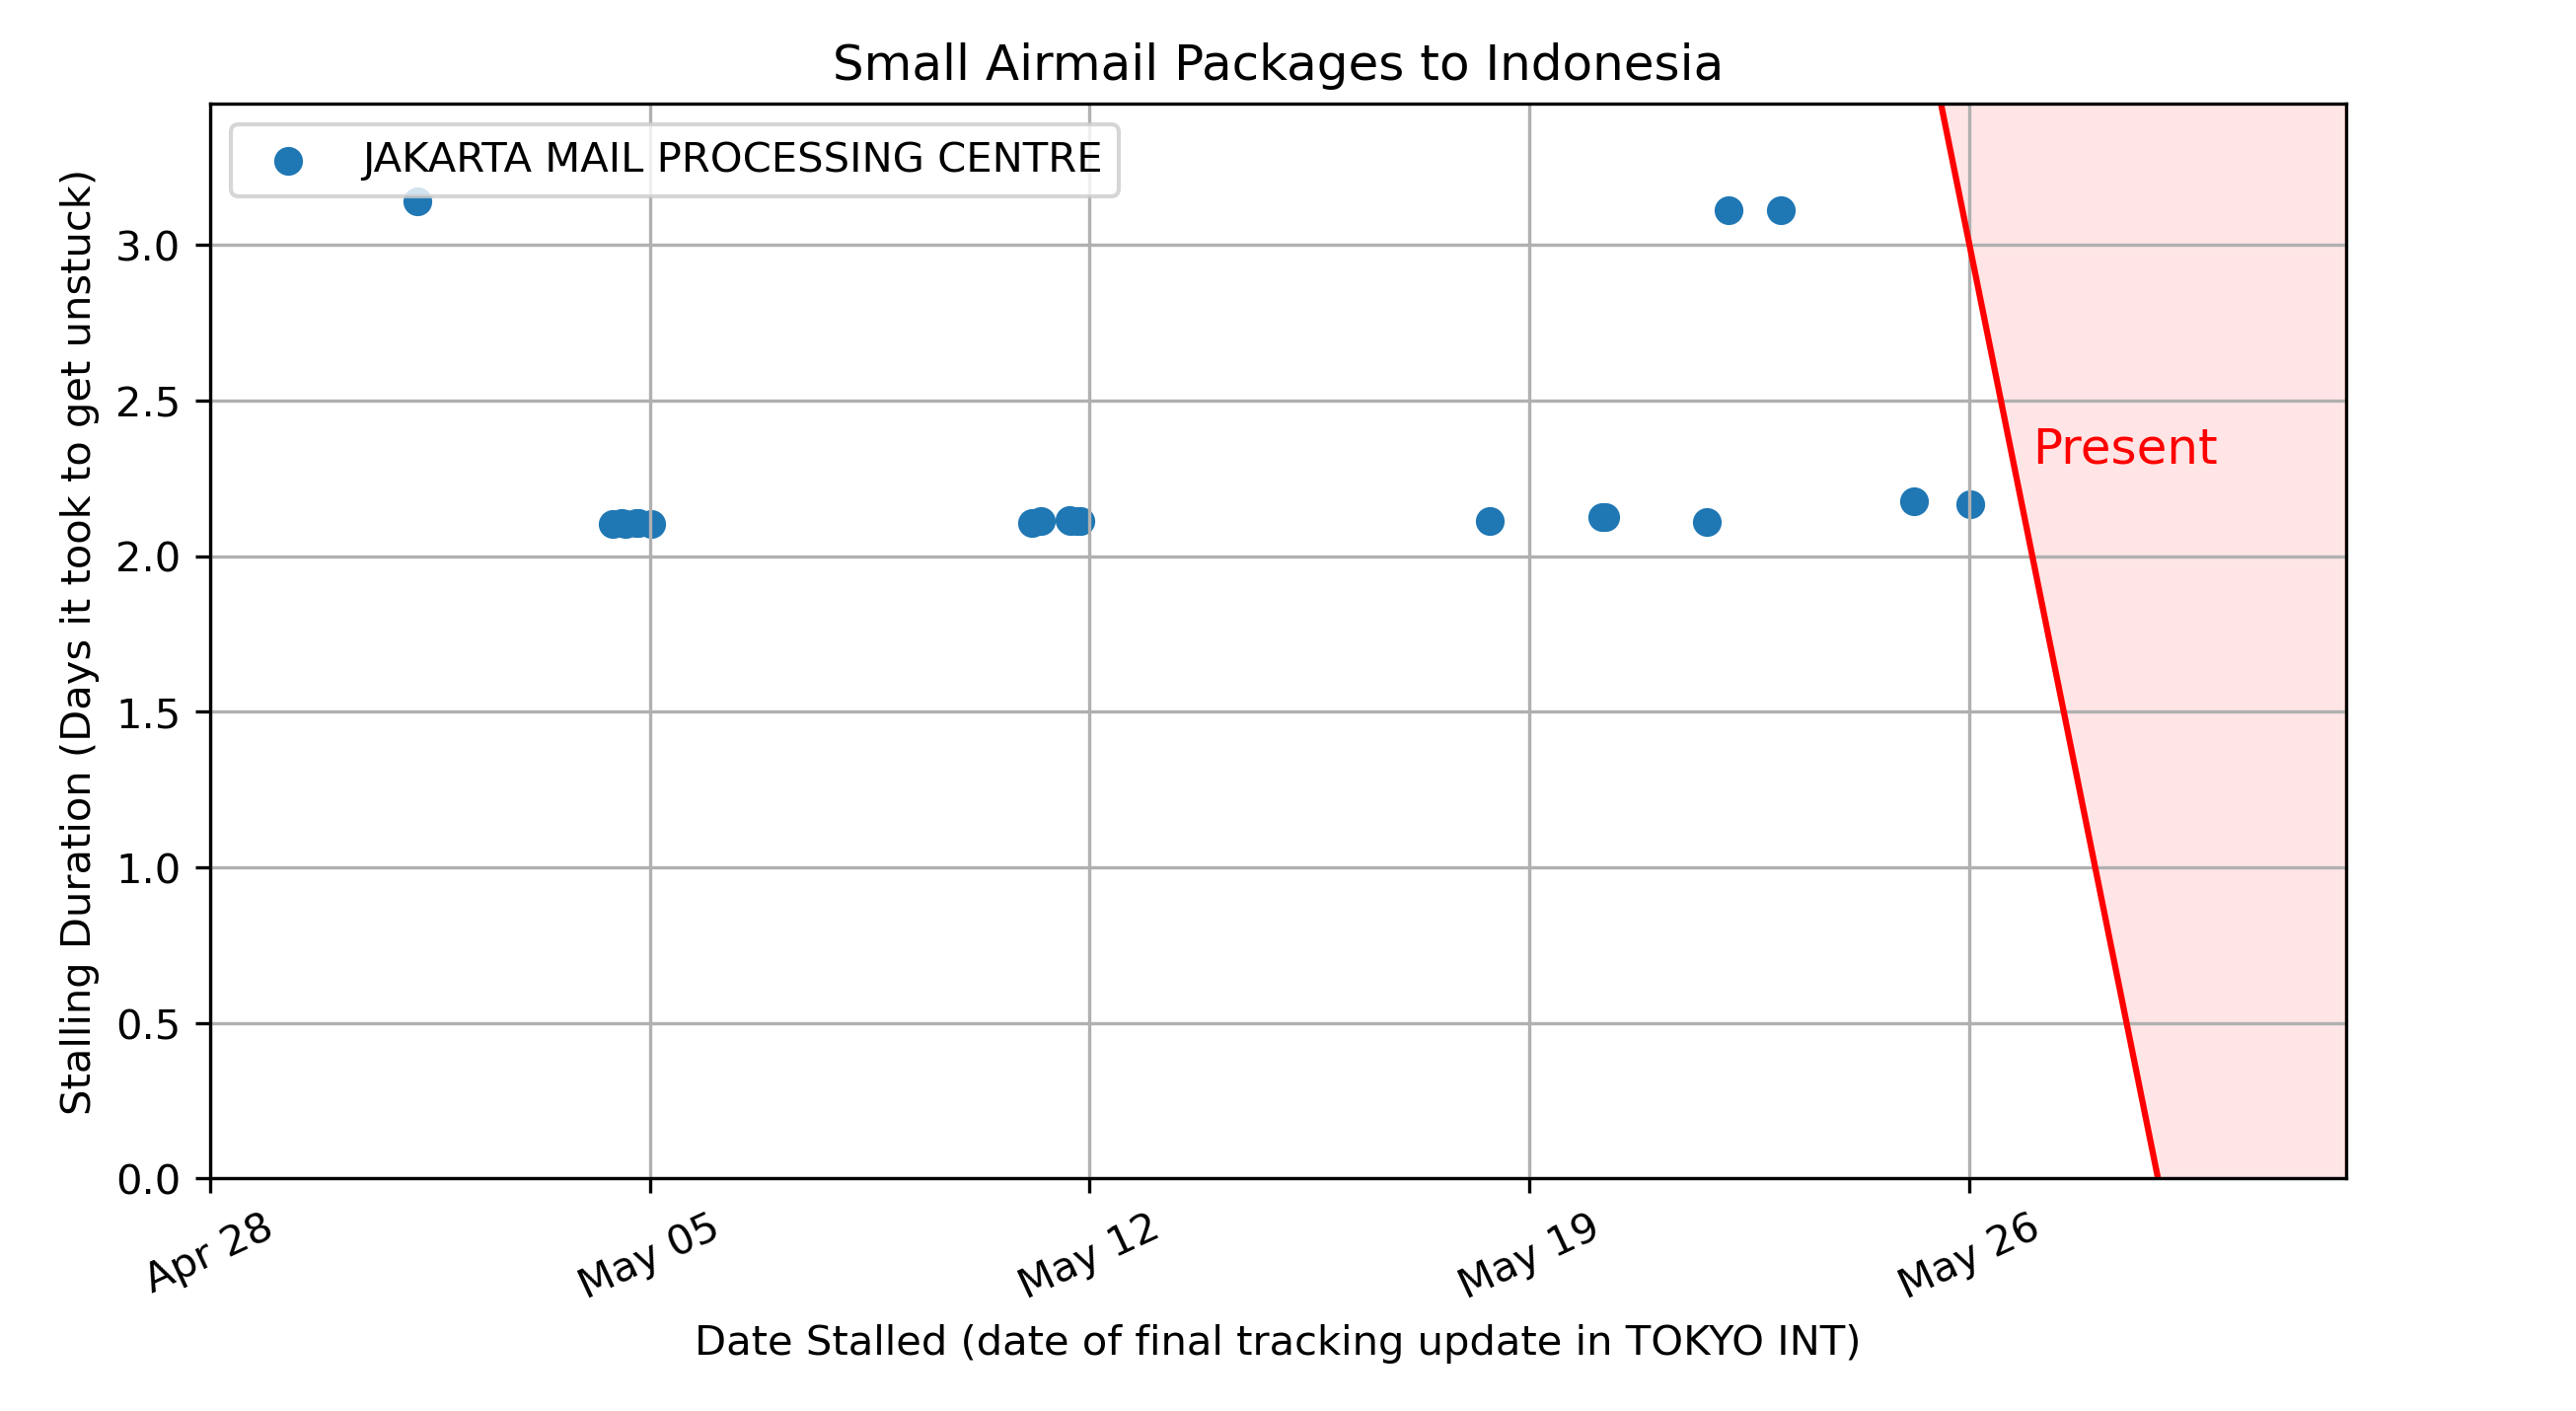 Small Airmail Packages to Indonesia
JAKARTA MAIL PROCESSING CENTRE
Stalling Duration (Days it took to get unstuck)
3.0
2.5
2.0
1.5
1.0
0.5
0.0
Present
Apr 28
May 05
May 12
May 19
May 26
Date Stalled (date of final tracking update in TOKYO INT)